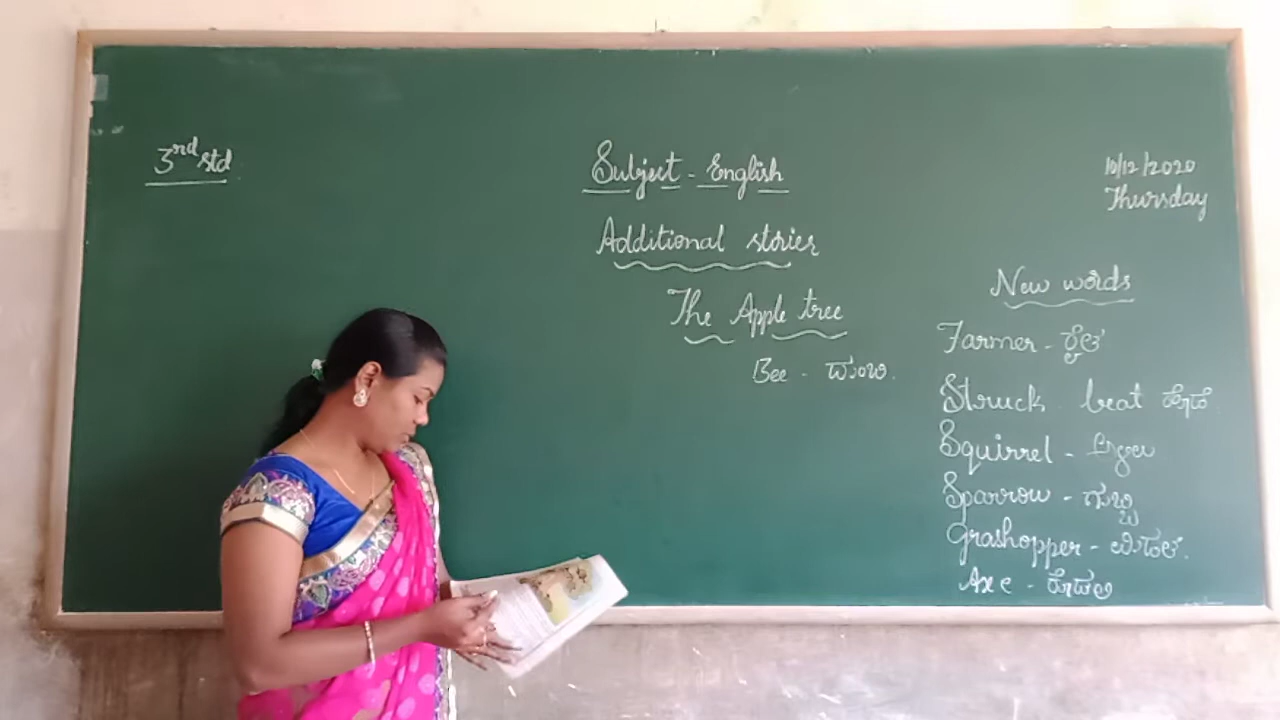 3rd std
Subject - English
10/12/2020
Thursday
Additional stories
The Apple tree
Bee -
New words
Farmer - ರೈತ
Struck beat
Squirrel - ಅಳಿಲು
Sparrow - ಗುಬ್ಬಿ
Grashopper - ಮಿಡತೆ.
Axe - ಕೊಡಲಿ